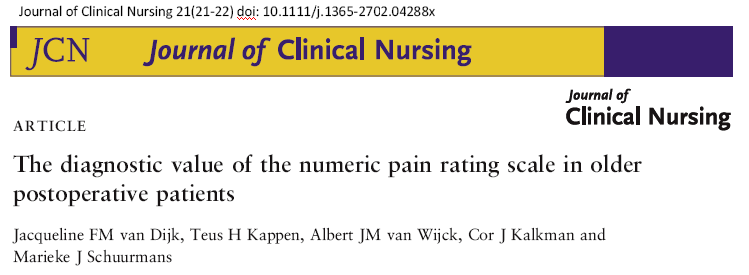 Journal of Clinical Nursing 21(21-22) doi: 10.1111/j.1365-2702.04288x
JCN Journal of Clinical Nursing
Journal of
Clinical Nursing
ARTICLE
The diagnostic value of the numeric pain rating scale in older
postoperative patients
Jacqueline FM van Dijk, Teus H Kappen, Albert JM van Wijck, Cor J Kalkman and
Marieke J Schuurmans